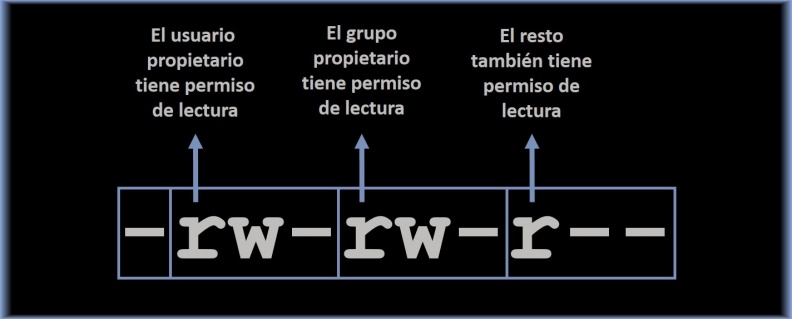 El usuario
propietario
tiene permiso
de lectura
El grupo
propietario
tiene permiso
de lectura
El resto
también tiene
permiso de
lectura
-rw-rw-r--